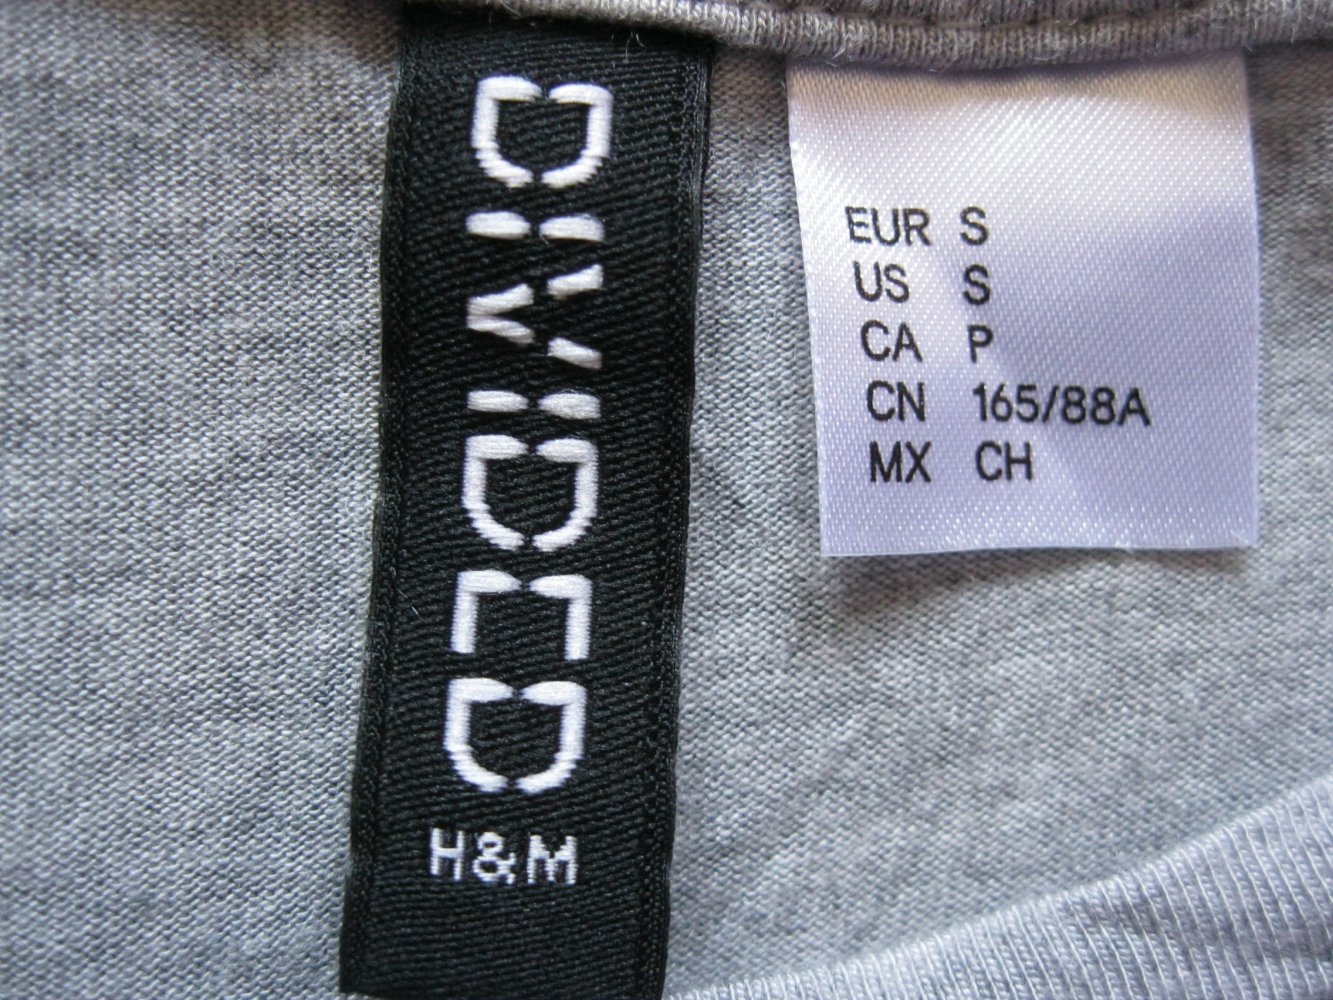 DIVIDED
H&M
EUR S
US S
CA P
CN 165/88A
MX CH